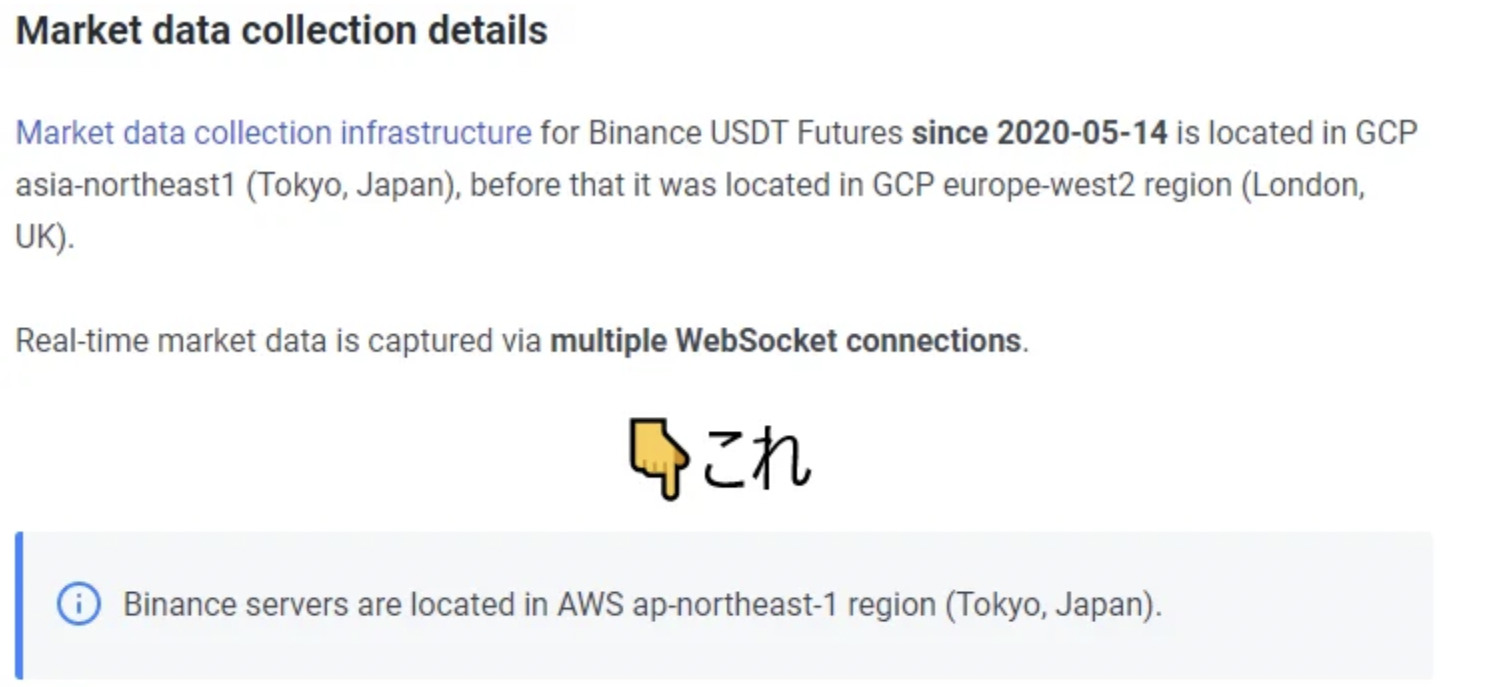 Market data collection details
Market data collection infrastructure for Binance USDT Futures since 2020-05-14 is located in GCP
asia-northeast1 (Tokyo, Japan), before that it was located in GCP europe-west2 region (London,
UK).
Real-time market data is captured via multiple WebSocket connections.
👇これ
Binance servers are located in AWS ap-northeast-1 region (Tokyo, Japan).